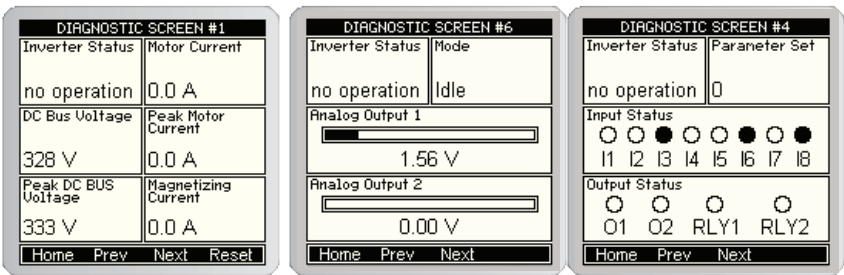 DIAGNOSTIC SCREEN #1
Inverter Status
no operation
Motor Current
0.0 A
DC Bus Voltage
328 V
Peak Motor
Current
0.0 A
Peak DC BUS
Voltage
333 V
Magnetizing
Current
0.0 A
Home Prev Next Reset
DIAGNOSTIC SCREEN #6
Inverter Status
no operation
Mode
Idle
Analog Output 1
1.56 V
Analog Output 2
0.00 V
Home Prev Next
DIAGNOSTIC SCREEN #4
Inverter Status
no operation
Parameter Set
0
Input Status
I1 I2 I3 I4 I5 I6 I7 I8
Output Status
O1 O2 RLY1 RLY2
Home Prev Next